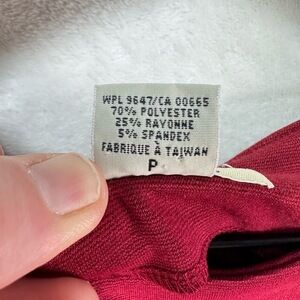 WPL 9647/CA 00665
70% POLYESTER
25% RAYONNE
5% SPANDEX
FABRIQUE À TAIWAN
P